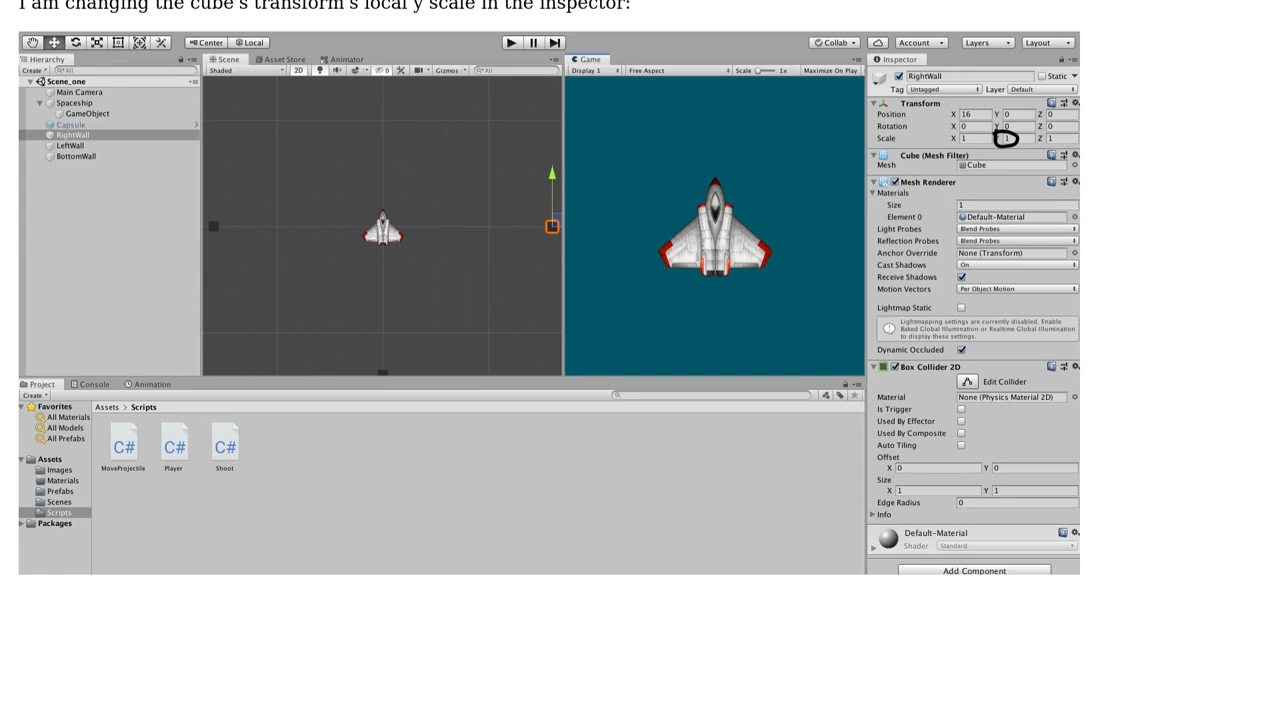 I am changing the cube's transform's local y scale in the inspector:
Center Local Collab Account Layers Layout
Hierarchy Scene Asset Store Animator Game Inspector
Create All Shaded 2D 0 Gizmos All Display 1 Free Aspect Scale 1x Maximize On Play RightWall Static
Scene_one
Tag Untagged Layer Default
Main Camera
Spaceship
GameObject
Capsule
RightWall
LeftWall
BottomWall
Transform
Position X 16 Y 0 Z 0
Rotation X 0 Y 0 Z 0
Scale X 1 1 Z 1
Cube (Mesh Filter)
Mesh Cube
Mesh Renderer
Materials
Size 1
Element 0 Default-Material
Light Probes Blend Probes
Reflection Probes Blend Probes
Anchor Override None (Transform)
Cast Shadows On
Receive Shadows
Motion Vectors Per Object Motion
Lightmap Static
Lightmapping settings are currently disabled. Enable
Baked Global Illumination or Realtime Global Illumination
to display these settings.
Dynamic Occluded
Box Collider 2D
Edit Collider
Material None (Physics Material 2D)
Is Trigger
Used By Effector
Used By Composite
Auto Tiling
Offset
X 0 Y 0
Size
X 1 Y 1
Edge Radius 0
Info
Default-Material
Shader Standard
Add Component
Project Console Animation
Create
Favorites
All Materials
All Models
All Prefabs
Assets
Images
Materials
Prefabs
Scenes
Scripts
Packages
Assets > Scripts
C# C# C#
MoveProjectile Player Shoot